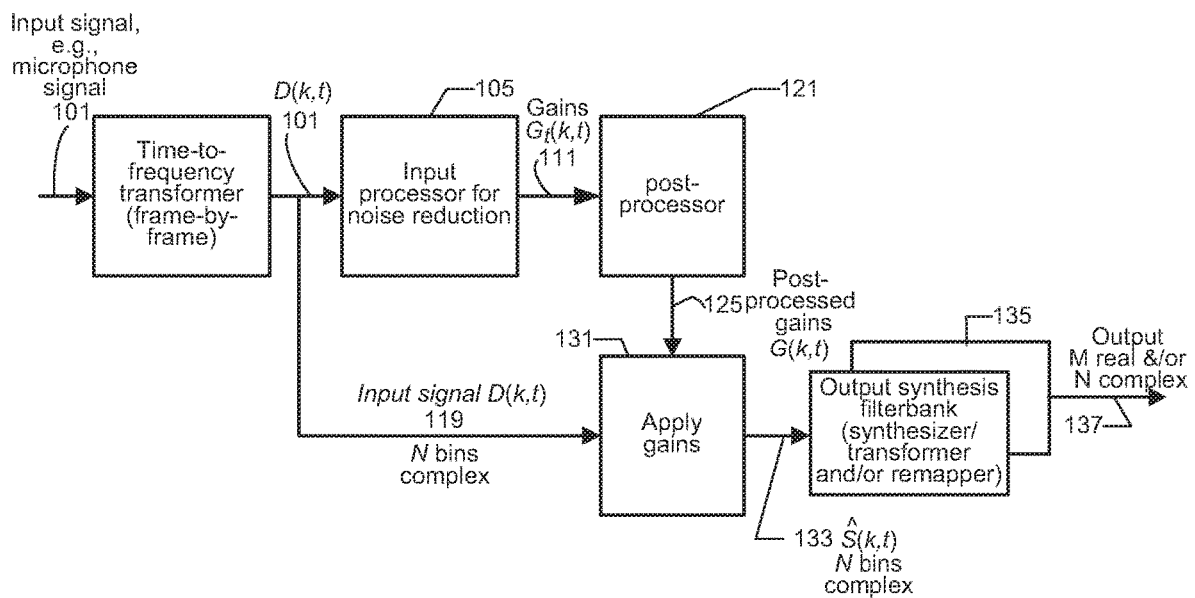 Input signal,
e.g.,
microphone
signal
101
Time-to-
frequency
transformer
(frame-by-
frame)
D(k,t)
101
105
Input
processor for
noise reduction
Gains
Gt(k,t)
111
121
post-
processor
125
Post-
processed
gains
G(k,t)
131
Input signal D(k,t)
119
N bins
complex
Apply
gains
133 Ŝ(k,t)
N bins
complex
135
Output synthesis
filterbank
(synthesizer/
transformer
and/or remapper)
Output
M real &/or
N complex
137